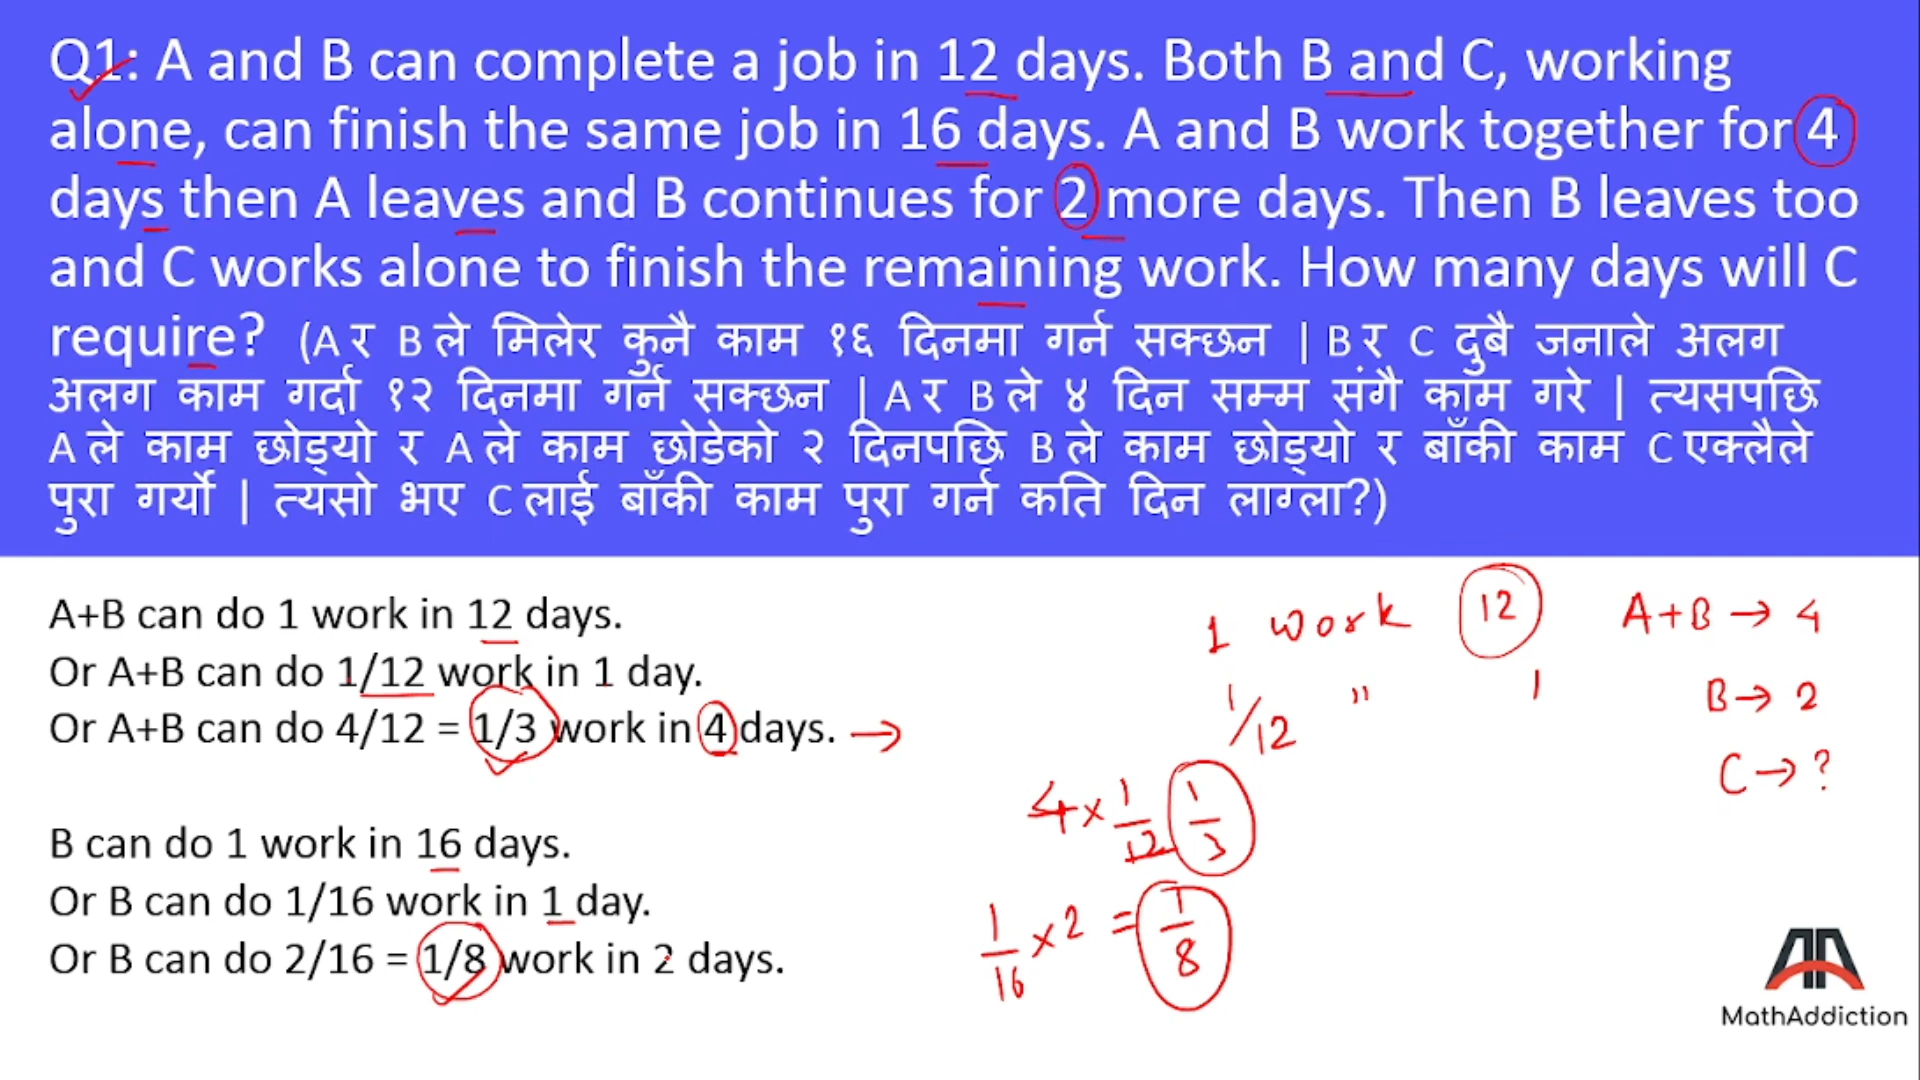 Q1: A and B can complete a job in 12 days. Both B and C, working
alone, can finish the same job in 16 days. A and B work together for 4
days then A leaves and B continues for 2 more days. Then B leaves too
and C works alone to finish the remaining work. How many days will C
require? (A र B ले मिलेर कुनै काम १६ दिनमा गर्न सक्छन | B र C दुबै जनाले अलग
अलग काम गर्दा १२ दिनमा गर्न सक्छन | A र B ले ४ दिन सम्म संगै काम गरे | त्यसपछि
A ले काम छोड्यो र A ले काम छोडेको २ दिनपछि B ले काम छोड्यो र बाँकी काम C एक्लैले
पुरा गर्यो | त्यसो भए C लाई बाँकी काम पुरा गर्न कति दिन लाग्ला?)
A+B can do 1 work in 12 days.
Or A+B can do 1/12 work in 1 day.
Or A+B can do 4/12 = 1/3 work in 4 days. →
B can do 1 work in 16 days.
Or B can do 1/16 work in 1 day.
Or B can do 2/16 = 1/8 work in 2 days.
1 work 12
1/12 " 1
4 × 1/12 1/3
1/16 × 2 = 1/8
A+B → 4
B → 2
C → ?
MathAddiction